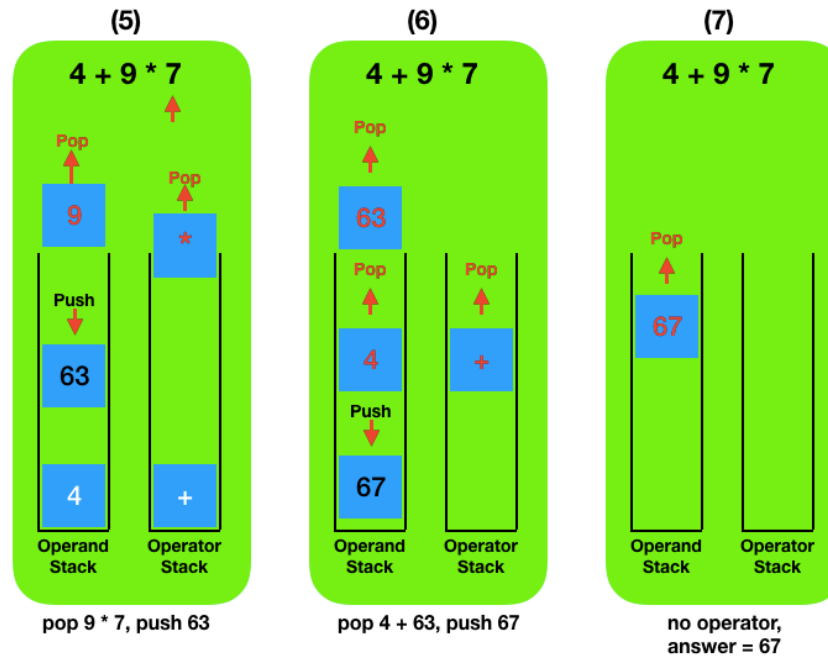 (5)
4 + 9 * 7
Pop
9
Pop
*
Push
63
4
+
Operand
Stack
Operator
Stack
pop 9 * 7, push 63
(6)
4 + 9 * 7
Pop
63
Pop
Pop
4
+
Push
67
Operand
Stack
Operator
Stack
pop 4 + 63, push 67
(7)
4 + 9 * 7
Pop
67
Operand
Stack
Operator
Stack
no operator,
answer = 67